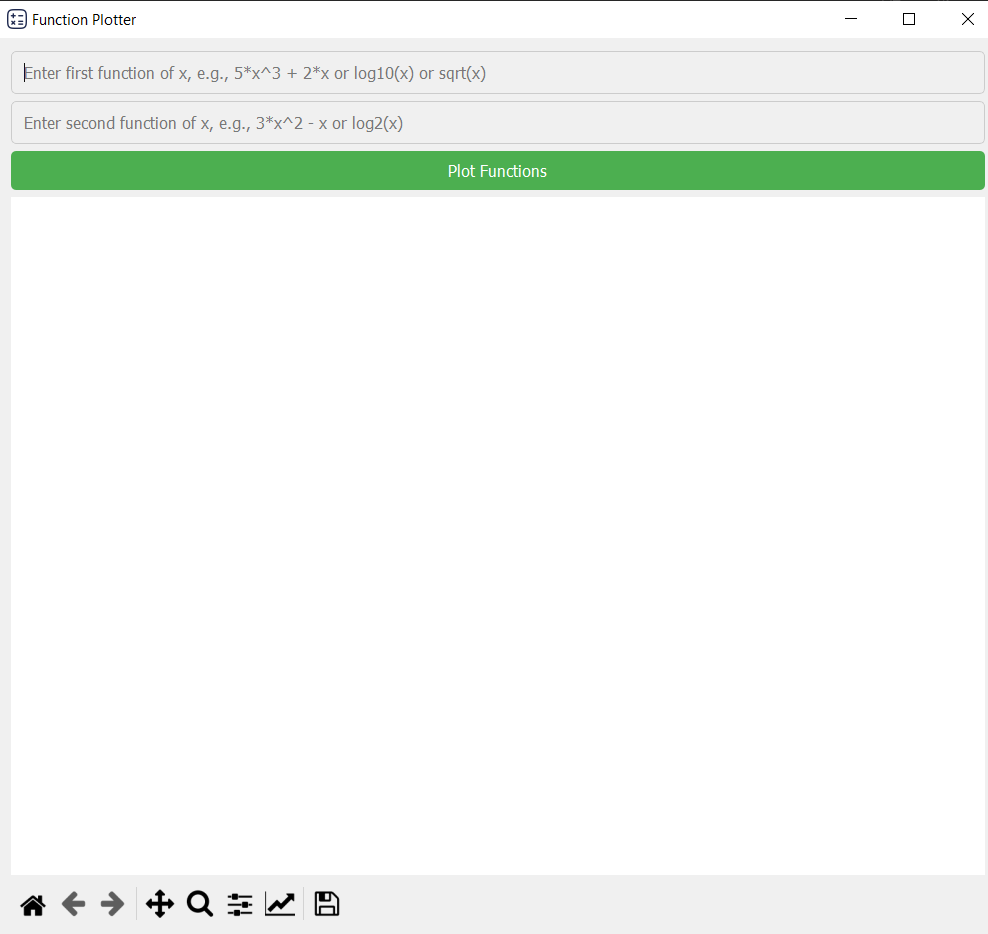 Function Plotter
Enter first function of x, e.g., 5*x^3 + 2*x or log10(x) or sqrt(x)
Enter second function of x, e.g., 3*x^2 - x or log2(x)
Plot Functions